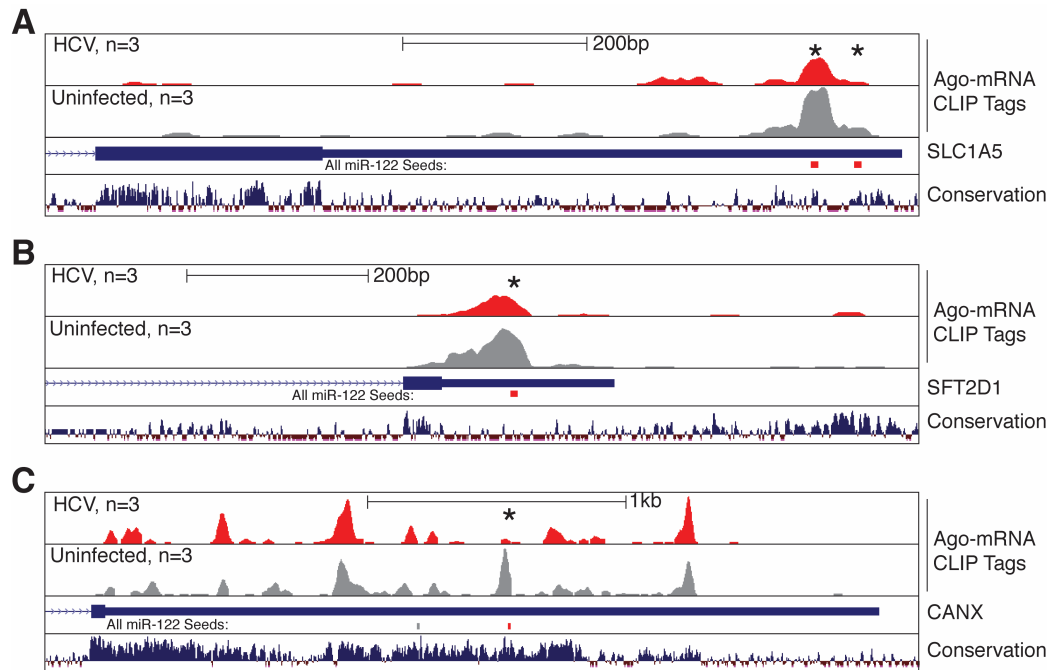 A
HCV, n=3
200bp
* *
Uninfected, n=3
Ago-mRNA
CLIP Tags
SLC1A5
All miR-122 Seeds:
Conservation
B
HCV, n=3
200bp
*
Uninfected, n=3
Ago-mRNA
CLIP Tags
SFT2D1
All miR-122 Seeds:
Conservation
C
HCV, n=3
1kb
*
Uninfected, n=3
Ago-mRNA
CLIP Tags
CANX
All miR-122 Seeds:
Conservation